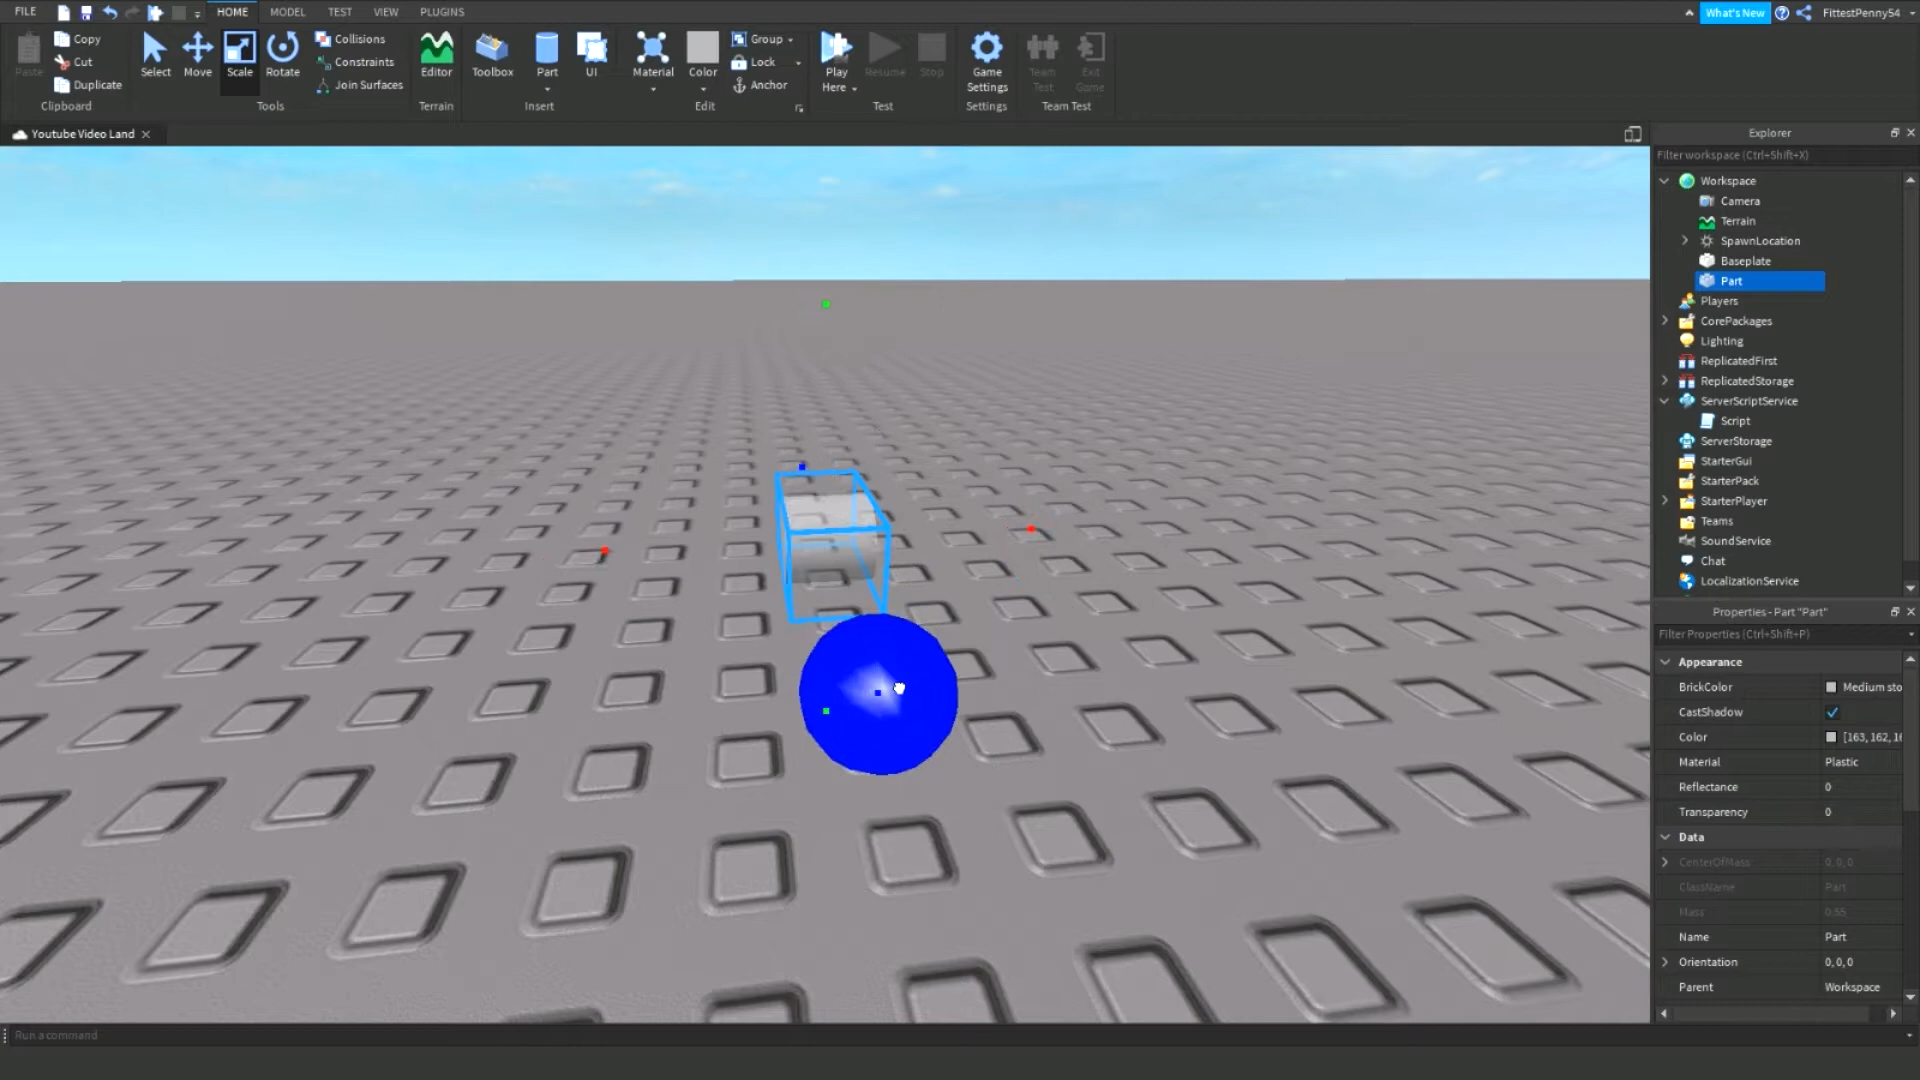 FILE HOME MODEL TEST VIEW PLUGINS What's New FittestPenny54
Paste Copy Cut Duplicate Clipboard
Select Move Scale Rotate Collisions Constraints Join Surfaces Tools
Editor Terrain
Toolbox Part UI Insert
Material Color Group Lock Anchor Edit
Play Here Resume Stop Test
Game Settings Settings
Team Test Exit Game Team Test
Youtube Video Land
Explorer
Filter workspace (Ctrl+Shift+X)
Workspace
Camera
Terrain
SpawnLocation
Baseplate
Part
Players
CorePackages
Lighting
ReplicatedFirst
ReplicatedStorage
ServerScriptService
Script
ServerStorage
StarterGui
StarterPack
StarterPlayer
Teams
SoundService
Chat
LocalizationService
Properties - Part "Part"
Filter Properties (Ctrl+Shift+P)
Appearance
BrickColor Medium sto
CastShadow
Color [163, 162, 16
Material Plastic
Reflectance 0
Transparency 0
Data
CenterOfMass 0,0,0
ClassName Part
Mass 0.55
Name Part
Orientation 0,0,0
Parent Workspace
Run a command